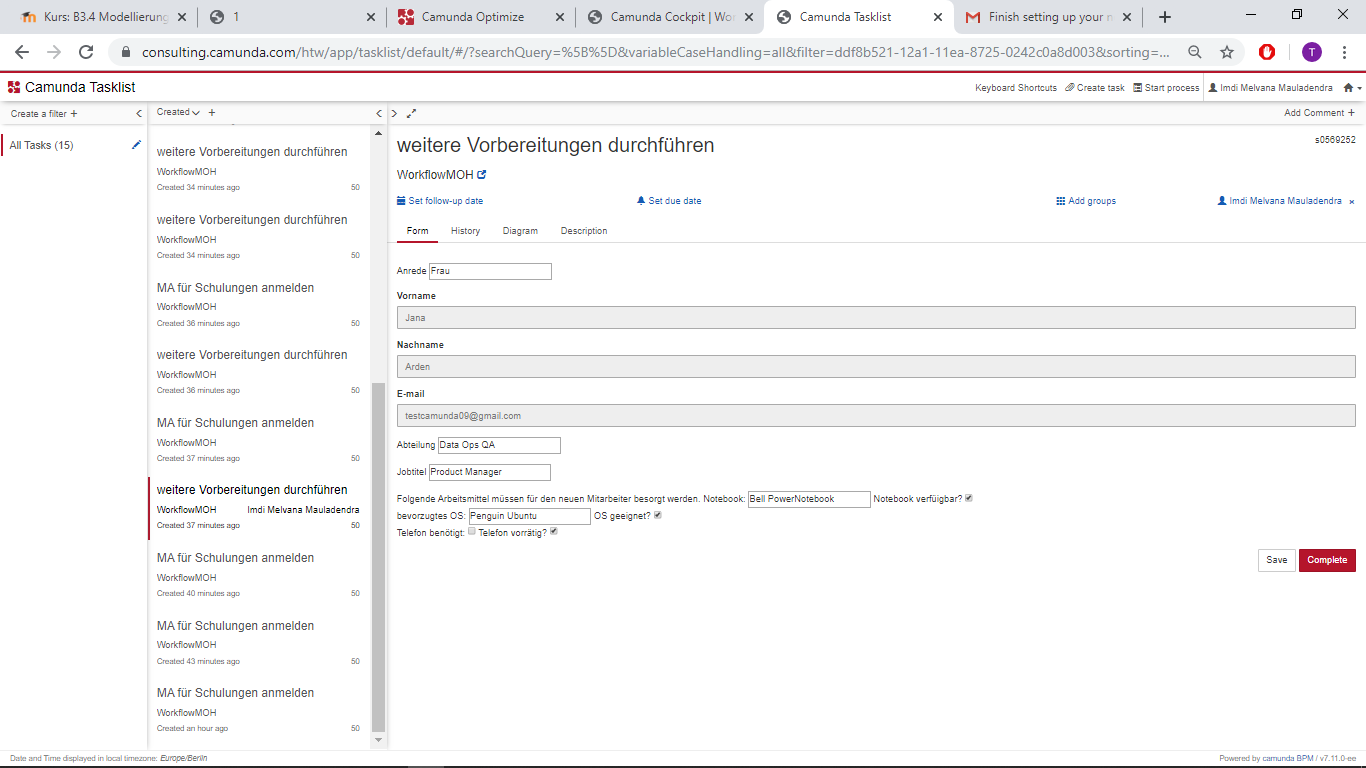 Kurs: B3.4 Modellierung
1
Camunda Optimize
Camunda Cockpit | Wo
Camunda Tasklist
Finish setting up your n
consulting.camunda.com/htw/app/tasklist/default/#/?searchQuery=%5B%5D&variableCaseHandling=all&filter=ddf8b521-12a1-11ea-8725-0242c0a8d003&sorting=...
T
Camunda Tasklist
Keyboard Shortcuts
Create task
Start process
Imdi Melvana Mauladendra
Create a filter +
All Tasks (15)
Created
weitere Vorbereitungen durchführen
WorkflowMOH
Created 34 minutes ago 50
weitere Vorbereitungen durchführen
WorkflowMOH
Created 34 minutes ago 50
MA für Schulungen anmelden
WorkflowMOH
Created 36 minutes ago 50
weitere Vorbereitungen durchführen
WorkflowMOH
Created 36 minutes ago 50
MA für Schulungen anmelden
WorkflowMOH
Created 37 minutes ago 50
weitere Vorbereitungen durchführen
WorkflowMOH Imdi Melvana Mauladendra
Created 37 minutes ago 50
MA für Schulungen anmelden
WorkflowMOH
Created 40 minutes ago 50
MA für Schulungen anmelden
WorkflowMOH
Created 43 minutes ago 50
MA für Schulungen anmelden
WorkflowMOH
Created an hour ago 50
Add Comment +
weitere Vorbereitungen durchführen
s0569252
WorkflowMOH
Set follow-up date
Set due date
Add groups
Imdi Melvana Mauladendra ×
Form History Diagram Description
Anrede Frau
Vorname
Jana
Nachname
Arden
E-mail
testcamunda09@gmail.com
Abteilung Data Ops QA
Jobtitel Product Manager
Folgende Arbeitsmittel müssen für den neuen Mitarbeiter besorgt werden. Notebook: Bell PowerNotebook Notebook verfügbar?
bevorzugtes OS: Penguin Ubuntu OS geeignet?
Telefon benötigt: Telefon vorrätig?
Save Complete
Date and Time displayed in local timezone: Europe/Berlin
Powered by camunda BPM / v7.11.0-ee